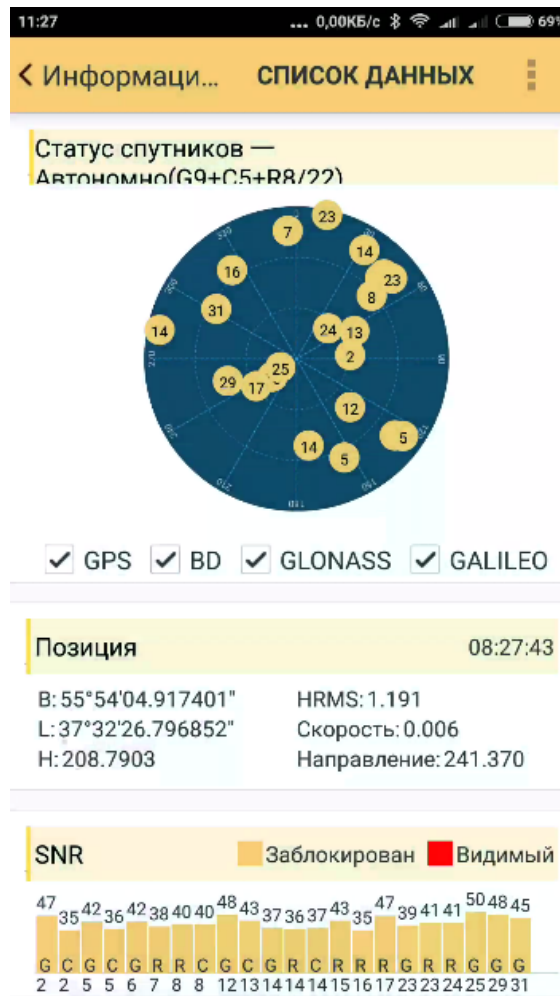 11:27 ... 0,00КБ/с 69%
Информаци... СПИСОК ДАННЫХ
Статус спутников —
Автономно(G9+C5+R8/22)
23
7
14
16
23
8
31
14
24 13
2
25
29 17
12
5
14
5
GPS BD GLONASS GALILEO
Позиция 08:27:43
B:55°54'04.917401" HRMS:1.191
L:37°32'26.796852" Скорость:0.006
H:208.7903 Направление:241.370
SNR Заблокирован Видимый
47 35 42 36 42 38 40 40 48 43 37 36 37 43 35 47 39 41 41 50 48 45
G C G C G R R C G C G R C R G R G R R G G G
2 2 5 5 6 7 8 8 12 13 14 14 14 15 16 17 23 23 24 25 29 31